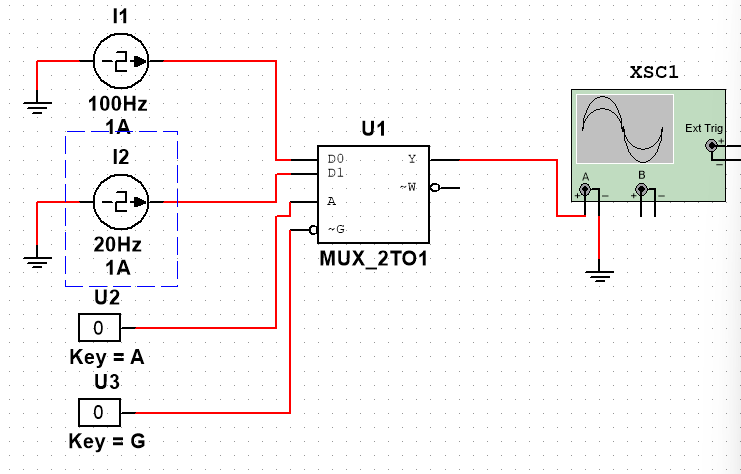 I1
100Hz
1A
I2
20Hz
1A
U2
0
Key = A
U3
0
Key = G
U1
D0
D1
A
~G
Y
~W
MUX_2TO1
XSC1
Ext Trig
+
–
A
B
+
–
+
–